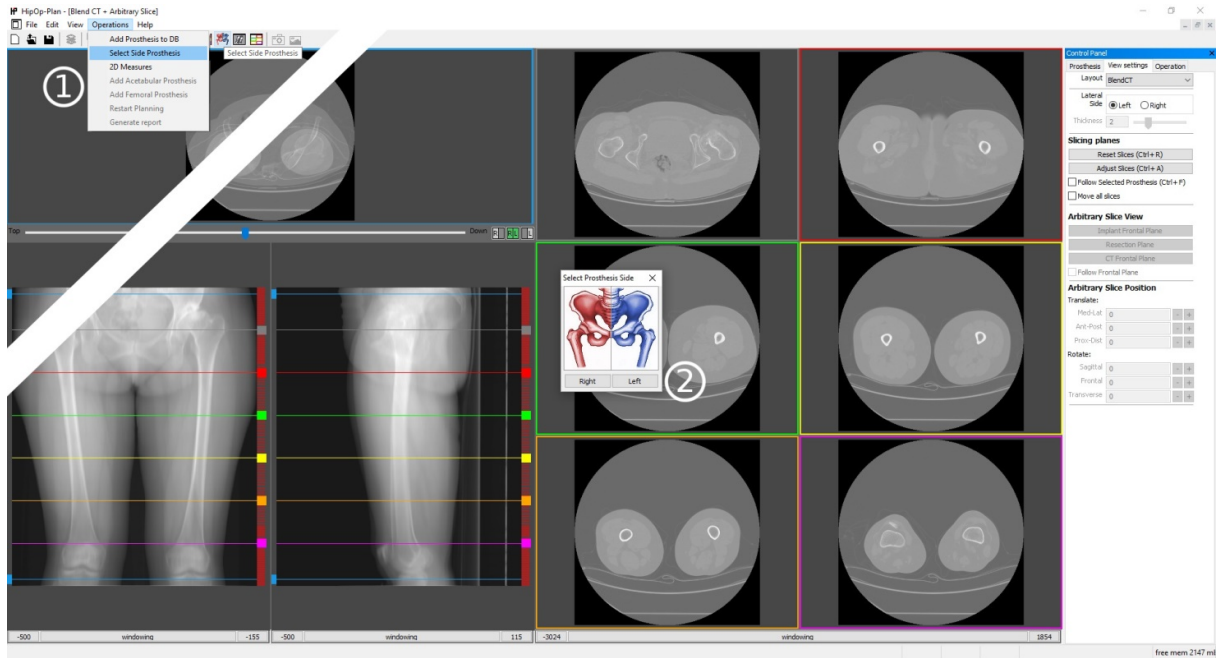 HipOp-Plan - [Blend CT + Arbitrary Slice]
File Edit View Operations Help
Add Prosthesis to DB
Select Side Prosthesis
Select Side Prosthesis
2D Measures
Add Acetabular Prosthesis
Add Femoral Prosthesis
Restart Planning
Generate report
1
Top
Down
R RL L
-500 windowing -155
-500 windowing 115
Select Prosthesis Side
Right Left
2
-3024 windowing 1854
Control Panel
Prosthesis View settings Operation
Layout BlendCT
Lateral
Side Left Right
Thickness 2
Slicing planes
Reset Slices (Ctrl+R)
Adjust Slices (Ctrl+A)
Follow Selected Prosthesis (Ctrl+F)
Move all slices
Arbitrary Slice View
Implant Frontal Plane
Resection Plane
CT Frontal Plane
Follow Frontal Plane
Arbitrary Slice Position
Translate:
Med-Lat 0 - +
Ant-Post 0 - +
Prox-Dist 0 - +
Rotate:
Sagittal 0 - +
Frontal 0 - +
Transverse 0 - +
free mem 2147 mb